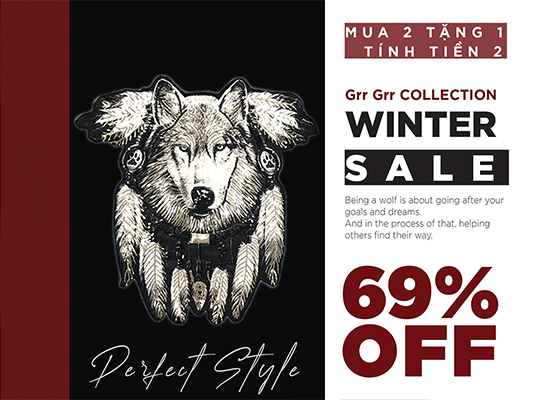 MUA 2 TẶNG 1
TÍNH TIỀN 2
Grr Grr COLLECTION
WINTER
SALE
Being a wolf is about going after your
goals and dreams.
And in the process of that, helping
others find their way.
69%
OFF
Perfect Style